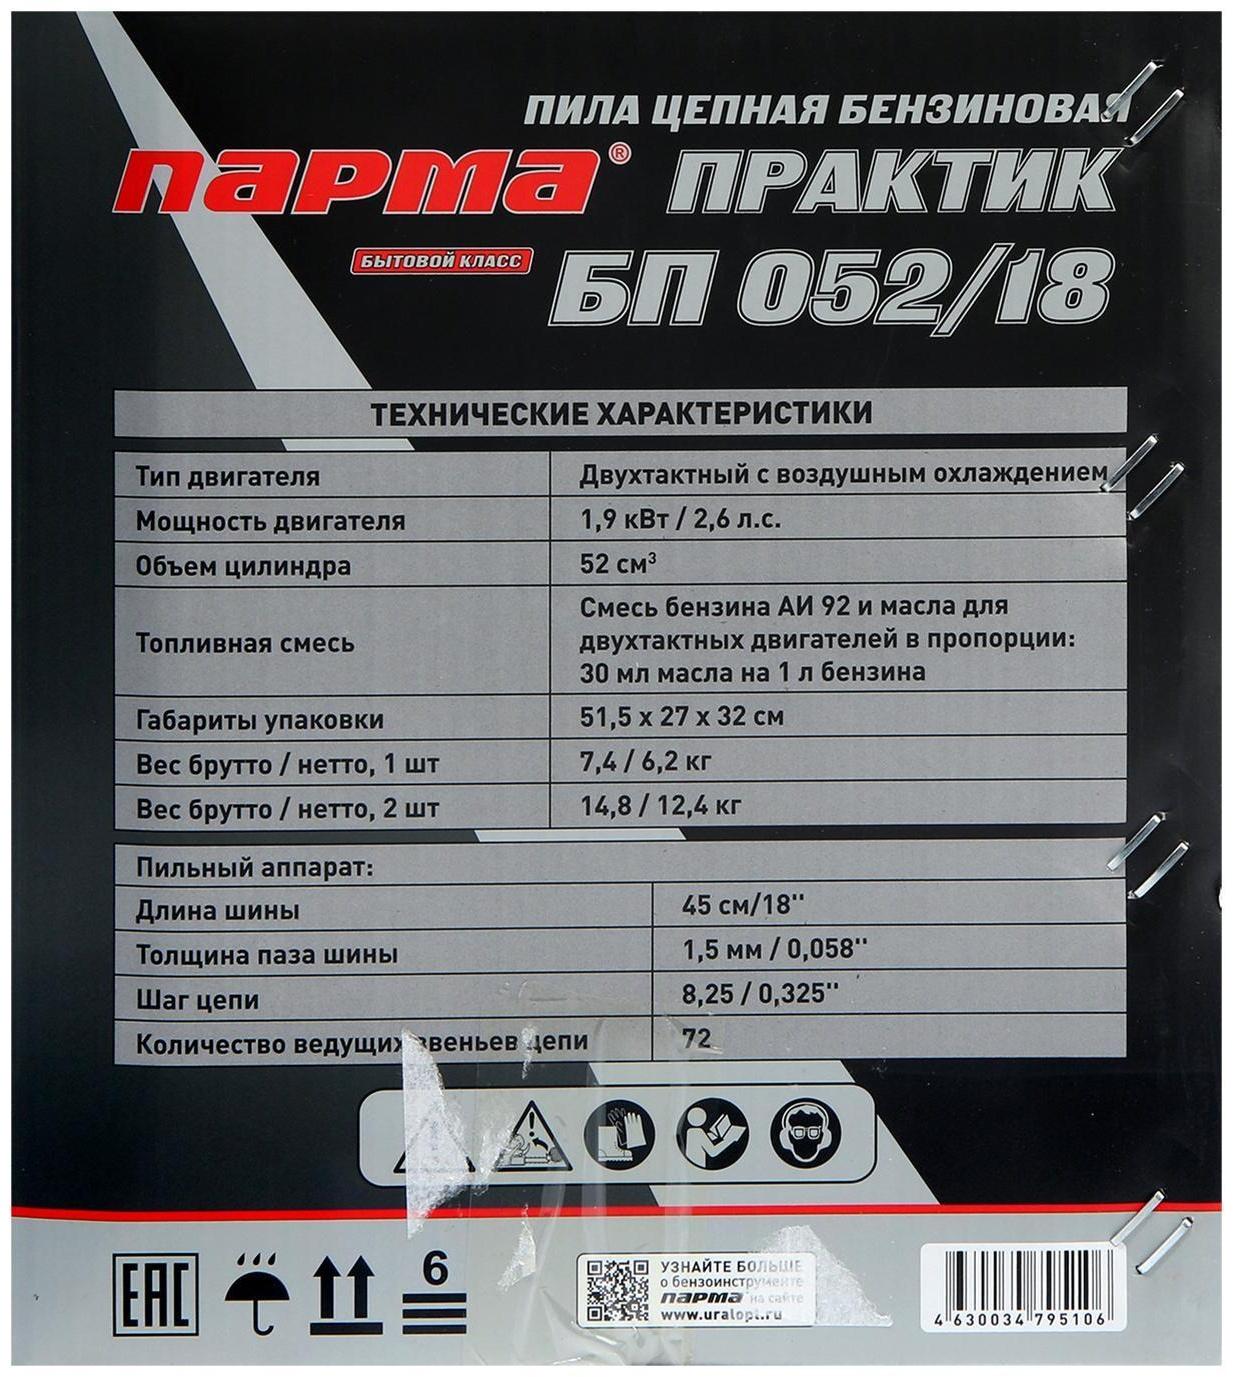 ПИЛА ЦЕПНАЯ БЕНЗИНОВАЯ
ПАРМА® ПРАКТИК
БЫТОВОЙ КЛАСС БП 052/18
ТЕХНИЧЕСКИЕ ХАРАКТЕРИСТИКИ
Тип двигателя Двухтактный с воздушным охлаждением
Мощность двигателя 1,9 кВт / 2,6 л.с.
Объем цилиндра 52 см³
Топливная смесь Смесь бензина АИ 92 и масла для
двухтактных двигателей в пропорции:
30 мл масла на 1 л бензина
Габариты упаковки 51,5 x 27 x 32 см
Вес брутто / нетто, 1 шт 7,4 / 6,2 кг
Вес брутто / нетто, 2 шт 14,8 / 12,4 кг
Пильный аппарат:
Длина шины 45 см/18''
Толщина паза шины 1,5 мм / 0,058''
Шаг цепи 8,25 / 0,325''
Количество ведущих звеньев цепи 72
EAC
6
УЗНАЙТЕ БОЛЬШЕ
о бензоинструменте
ПАРМА на сайте
www.uralopt.ru
4 630034 795106